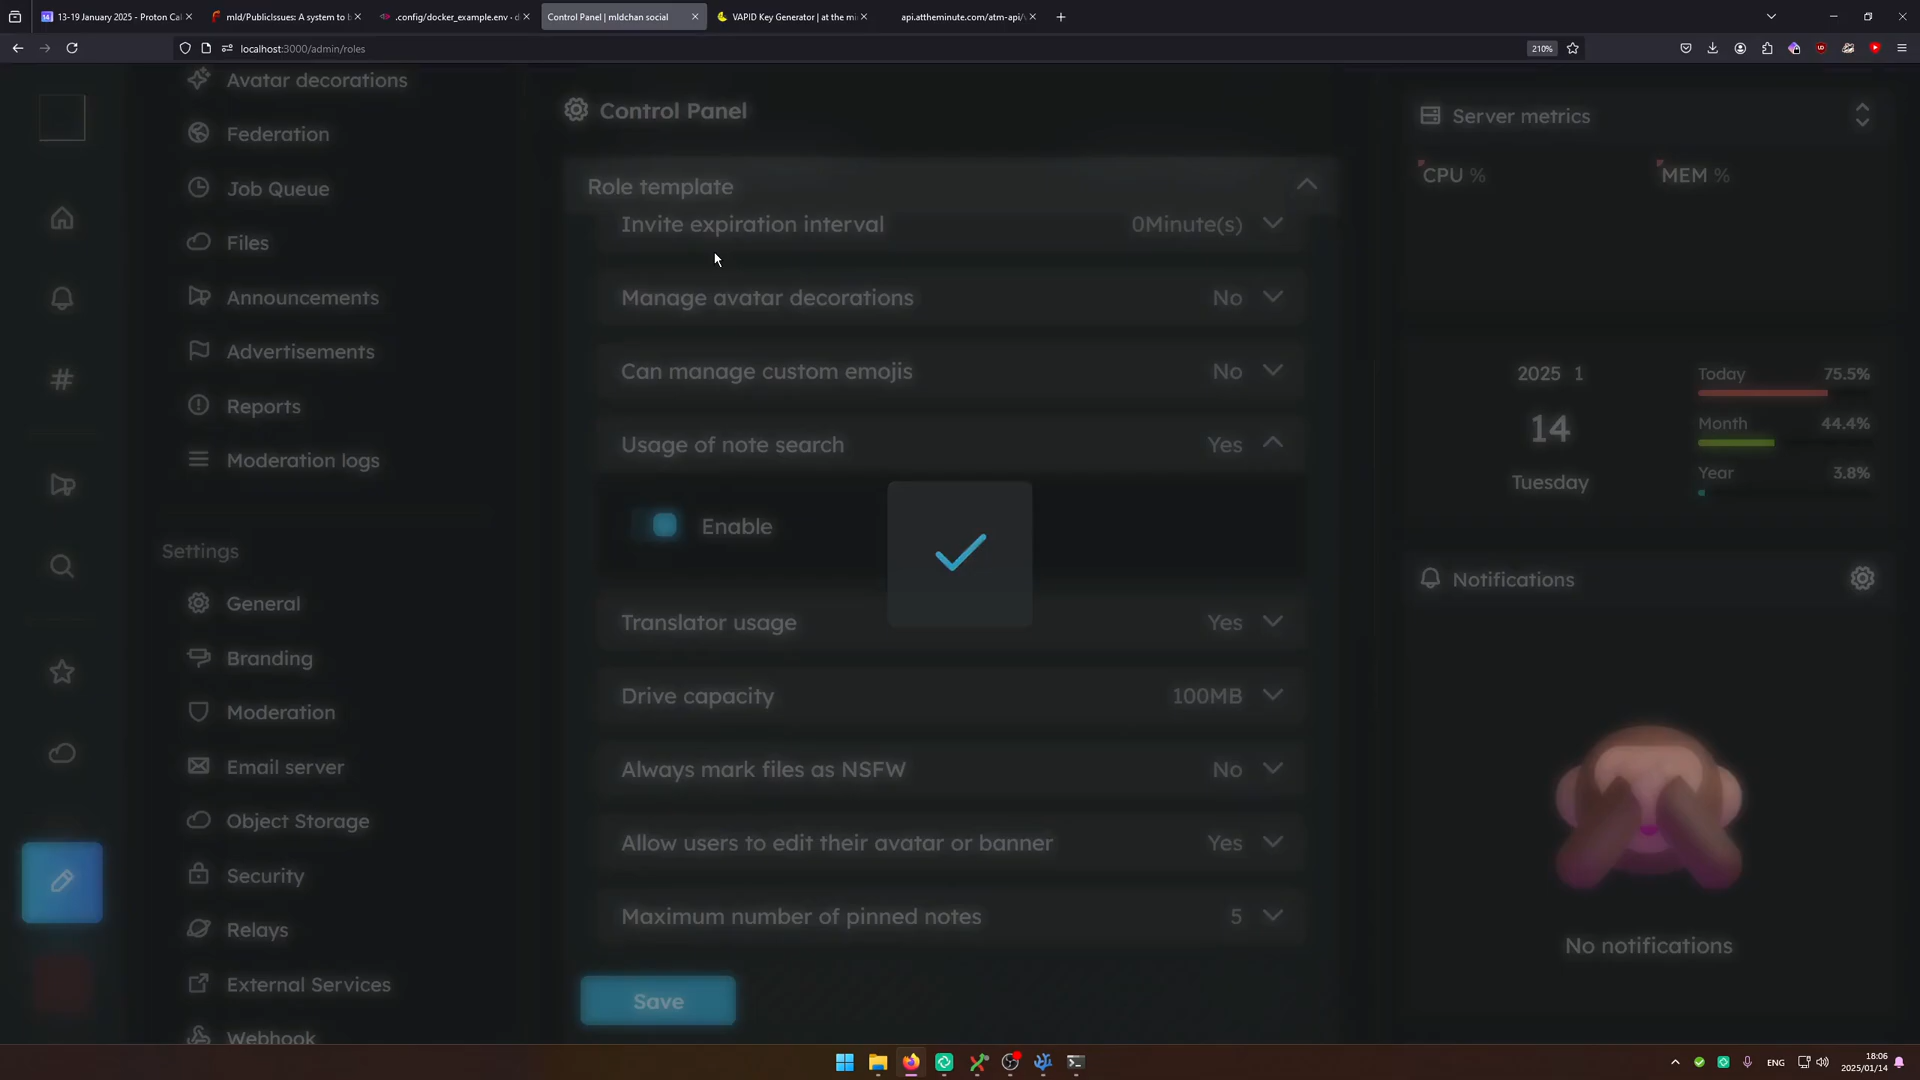 13-19 January 2025 - Proton Cal
mld/PublicIssues: A system to b
.config/docker_example.env - d
Control Panel | mldchan social
VAPID Key Generator | at the mi
api.attheminute.com/atm-api/
localhost:3000/admin/roles
210%
Avatar decorations
Federation
Job Queue
Files
Announcements
Advertisements
Reports
Moderation logs
Settings
General
Branding
Moderation
Email server
Object Storage
Security
Relays
External Services
Webhook
Control Panel
Role template
Invite expiration interval 0Minute(s)
Manage avatar decorations No
Can manage custom emojis No
Usage of note search Yes
Enable
Translator usage Yes
Drive capacity 100MB
Always mark files as NSFW No
Allow users to edit their avatar or banner Yes
Maximum number of pinned notes 5
Save
Server metrics
CPU %
MEM %
2025 1
14
Tuesday
Today 75.5%
Month 44.4%
Year 3.8%
Notifications
No notifications
ENG
18:06
2025/01/14